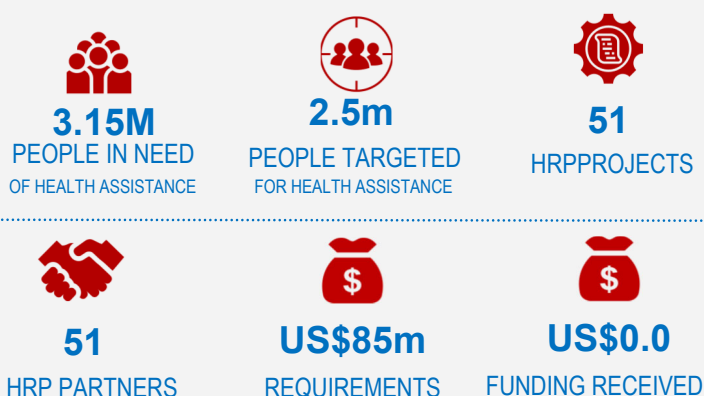 3.15M
PEOPLE IN NEED
OF HEALTH ASSISTANCE
2.5m
PEOPLE TARGETED
FOR HEALTH ASSISTANCE
51
HRPPROJECTS
51
HRP PARTNERS
$
US$85m
REQUIREMENTS
$
US$0.0
FUNDING RECEIVED